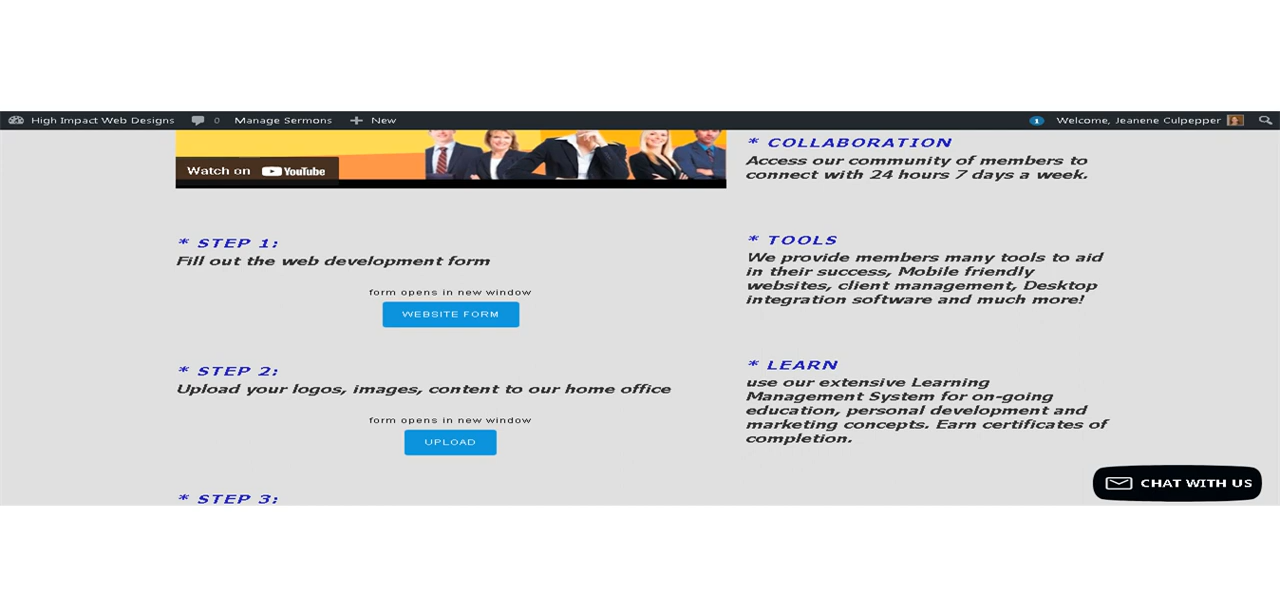 High Impact Web Designs 0 Manage Sermons New 1 Welcome, Jeanene Culpepper
Watch on YouTube
* STEP 1:
Fill out the web development form
form opens in new window
WEBSITE FORM
* STEP 2:
Upload your logos, images, content to our home office
form opens in new window
UPLOAD
* STEP 3:
* COLLABORATION
Access our community of members to
connect with 24 hours 7 days a week.
* TOOLS
We provide members many tools to aid
in their success, Mobile friendly
websites, client management, Desktop
integration software and much more!
* LEARN
use our extensive Learning
Management System for on-going
education, personal development and
marketing concepts. Earn certificates of
completion.
CHAT WITH US